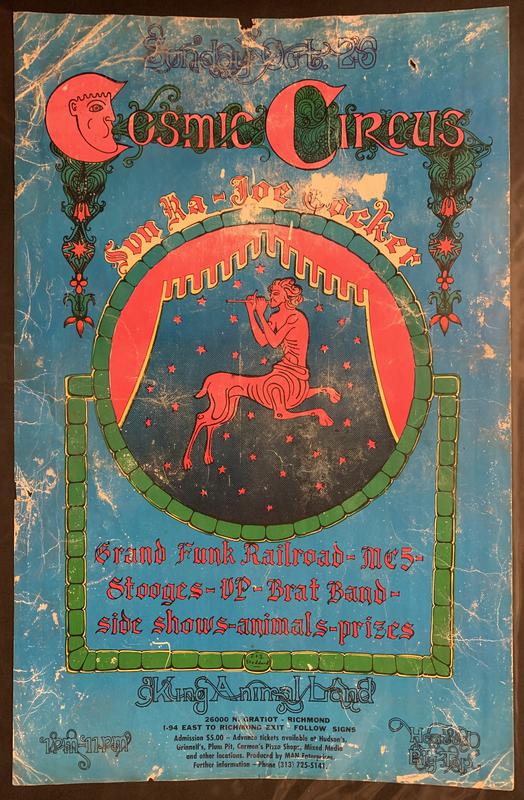 Sunday Oct. 26
Cosmic Circus
Sun Ra - Joe Cocker
Grand Funk Railroad - MC5 -
Stooges - UP - Brat Band -
side shows - animals - prizes
King Animal Land
26000 N. GRATIOT - RICHMOND
I-94 EAST TO RICHMOND EXIT - FOLLOW SIGNS
Admission $5.00 - Advance tickets available at Hudson's,
Grinnell's, Plum Pit, Carmen's Pizza Shops, Mixed Media
and other locations. Produced by MAN Enterprises.
Further information - Phone (313) 725-5141.
1pm-11pm
Heated
Big Top